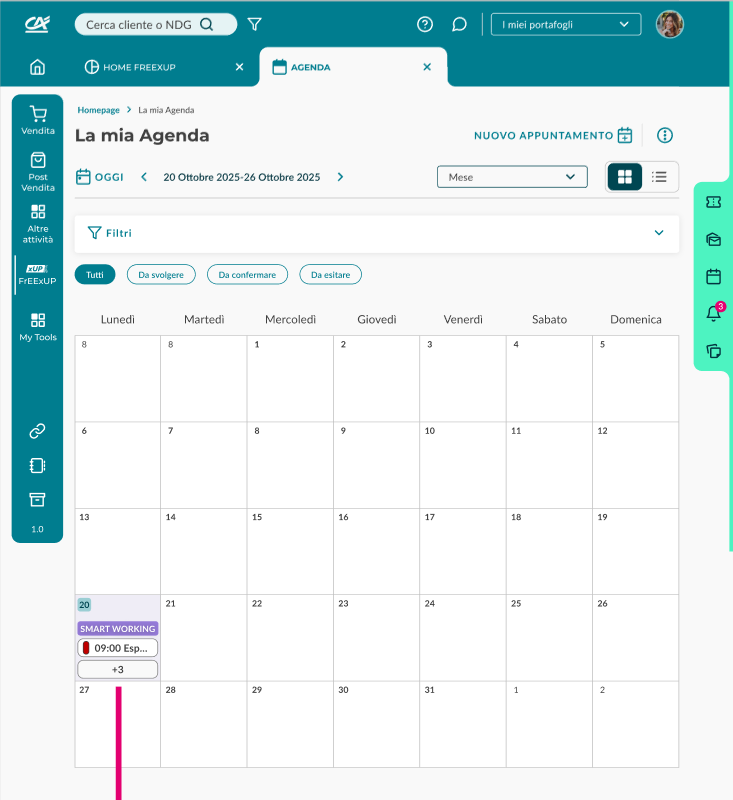 CA
Cerca cliente o NDG
I miei portafogli
HOME FREEXUP
AGENDA
Vendita
Post
Vendita
Altre
attività
xUP
FrEExUP
My Tools
1.0
Homepage
La mia Agenda
La mia Agenda
NUOVO APPUNTAMENTO
OGGI
20 Ottobre 2025-26 Ottobre 2025
Mese
Filtri
3
Tutti
Da svolgere
Da confermare
Da esitare
Lunedì Martedì Mercoledì Giovedì Venerdì Sabato Domenica
8 8 1 2 3 4 5
6 7 8 9 10 11 12
13 14 15 16 17 18 19
20 21 22 23 24 25 26
SMART WORKING
09:00 Esp...
+3
27 28 29 30 31 1 2